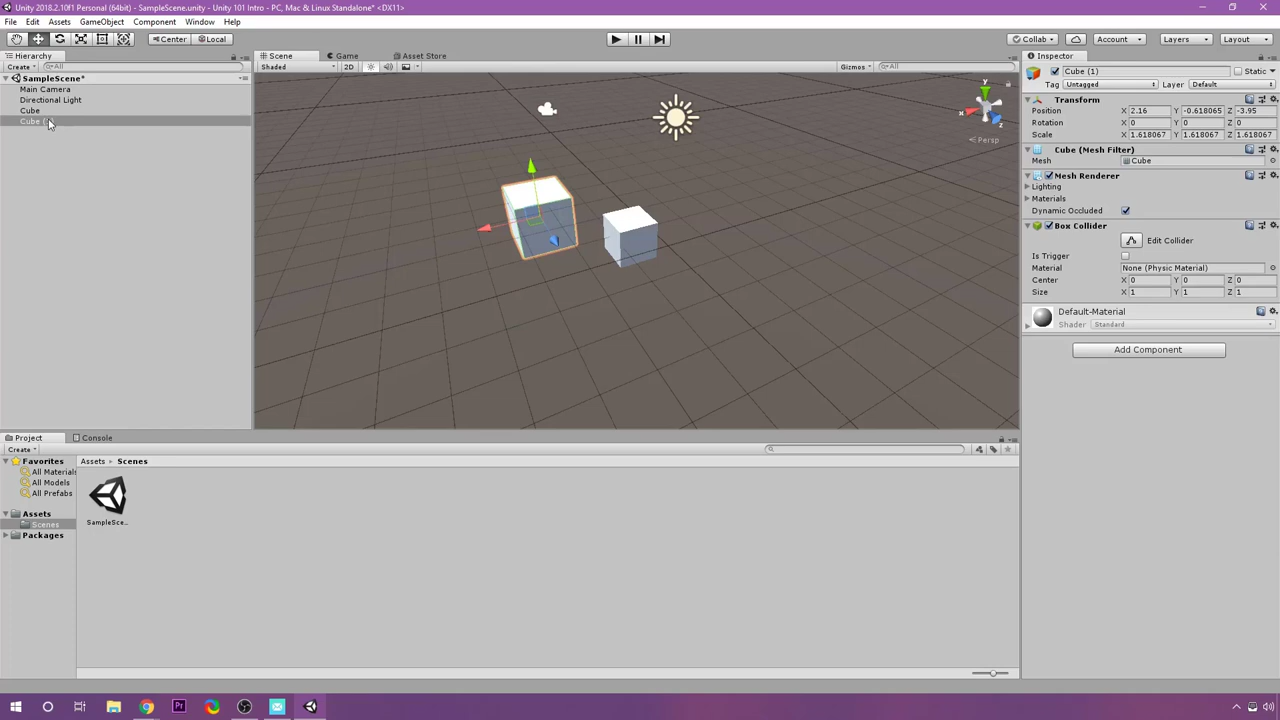 Unity 2018.2.10f1 Personal (64bit) - SampleScene.unity - Unity 101 Intro - PC, Mac & Linux Standalone* <DX11>
File Edit Assets GameObject Component Window Help
Center Local Collab Account Layers Layout
Hierarchy
Create All
SampleScene*
Main Camera
Directional Light
Cube
Cube
Scene Game Asset Store
Shaded 2D Gizmos All
y
x
z
Persp
Inspector
Cube (1) Static
Tag Untagged Layer Default
Transform
Position X 2.16 Y -0.618065 Z -3.95
Rotation X 0 Y 0 Z 0
Scale X 1.618067 Y 1.618067 Z 1.618067
Cube (Mesh Filter)
Mesh Cube
Mesh Renderer
Lighting
Materials
Dynamic Occluded
Box Collider
Edit Collider
Is Trigger
Material None (Physic Material)
Center X 0 Y 0 Z 0
Size X 1 Y 1 Z 1
Default-Material
Shader Standard
Add Component
Project Console
Create
Favorites
All Materials
All Models
All Prefabs
Assets
Scenes
Packages
Assets Scenes
SampleSce...
Pr